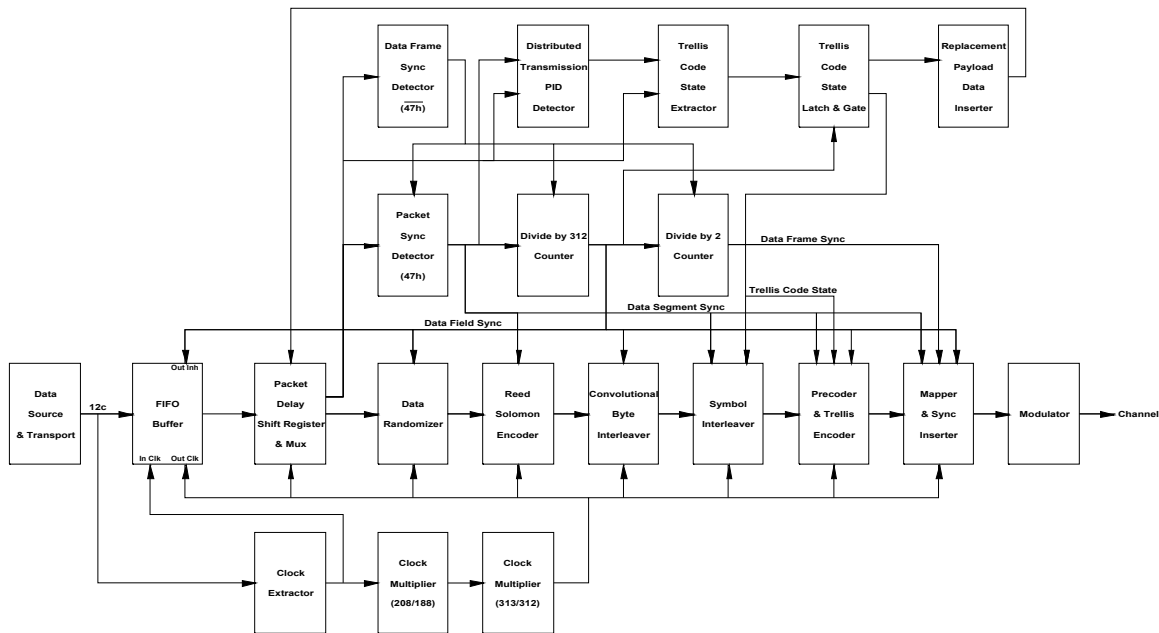 Data Frame
Sync
Detector
(47h)
Distributed
Transmission
PID
Detector
Trellis
Code
State
Extractor
Trellis
Code
State
Latch & Gate
Replacement
Payload
Data
Inserter
Packet
Sync
Detector
(47h)
Divide by 312
Counter
Divide by 2
Counter
Data Frame Sync
Trellis Code State
Data Segment Sync
Data Field Sync
Data
Source
& Transport
12c
Out Inh
FIFO
Buffer
In Clk
Out Clk
Packet
Delay
Shift Register
& Mux
Data
Randomizer
Reed
Solomon
Encoder
Convolutional
Byte
Interleaver
Symbol
Interleaver
Precoder
& Trellis
Encoder
Mapper
& Sync
Inserter
Modulator
Channel
Clock
Extractor
Clock
Multiplier
(208/188)
Clock
Multiplier
(313/312)